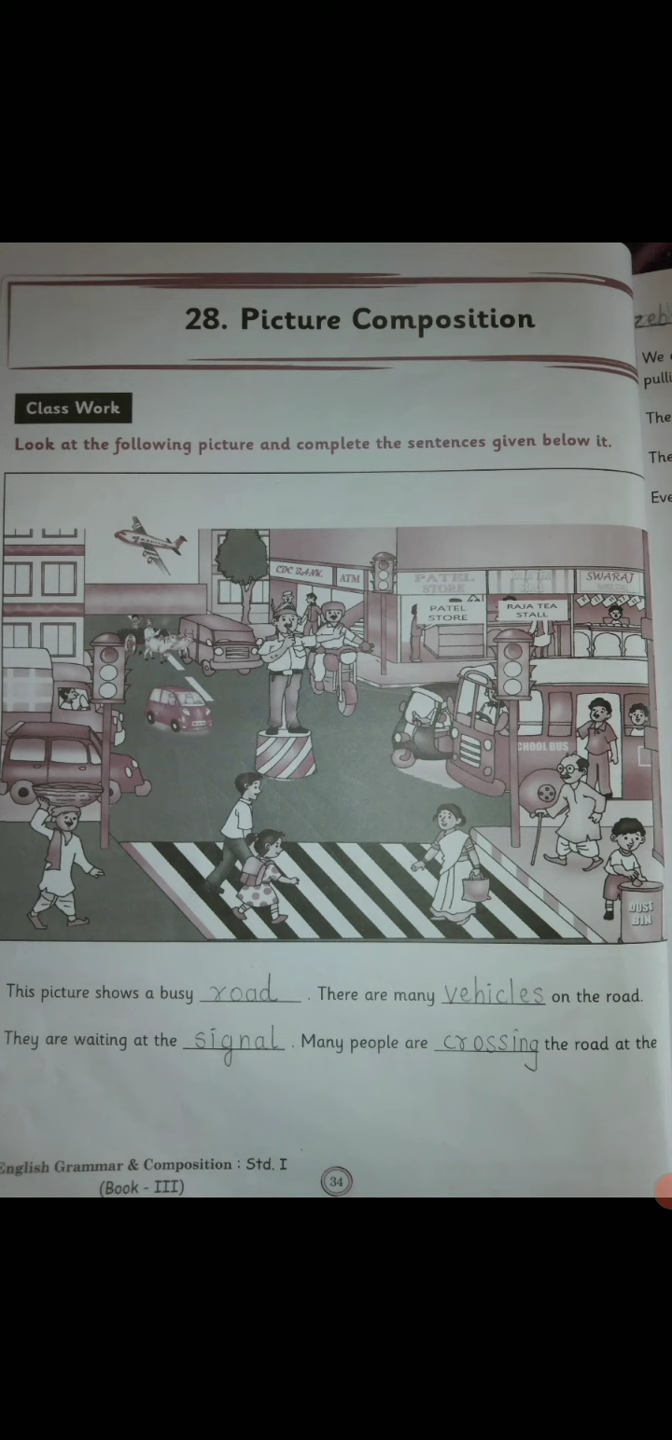 28. Picture Composition
zeb
We
pulli
Class Work
The
Look at the following picture and complete the sentences given below it.
The
Eve
CDC BANK
ATM
PATEL STORE
SWARAJ
PATEL STORE
RAJA TEA STALL
CHOOL BUS
DUST BIN
This picture shows a busy road . There are many vehicles on the road.
They are waiting at the signal . Many people are crossing the road at the
English Grammar & Composition : Std. I
(Book - III)
34